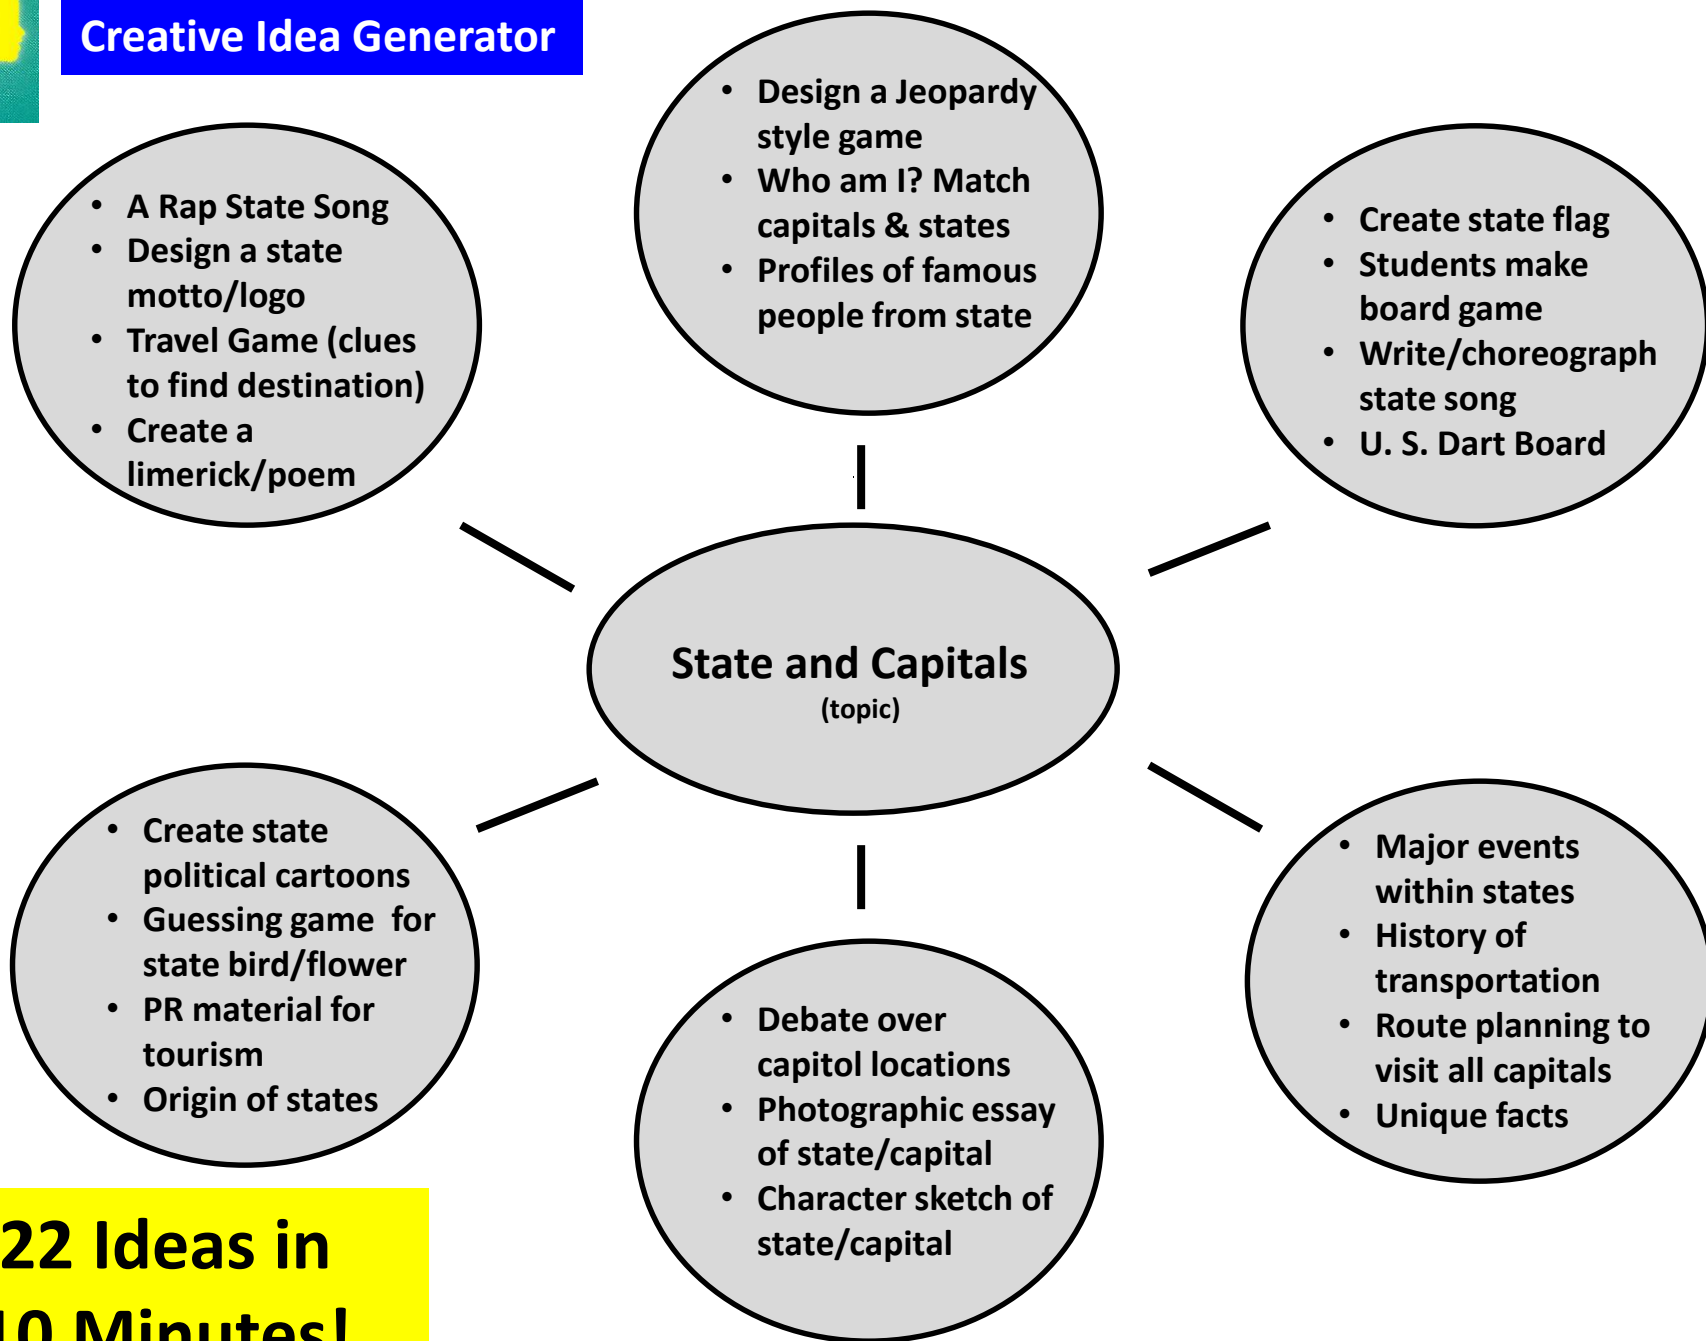 Creative Idea Generator
• Design a Jeopardy
style game
• Who am I? Match
capitals & states
• Profiles of famous
people from state
• A Rap State Song
• Design a state
motto/logo
• Travel Game (clues
to find destination)
• Create a
limerick/poem
• Create state flag
• Students make
board game
• Write/choreograph
state song
• U. S. Dart Board
State and Capitals
(topic)
• Create state
political cartoons
• Guessing game for
state bird/flower
• PR material for
tourism
• Origin of states
• Debate over
capitol locations
• Photographic essay
of state/capital
• Character sketch of
state/capital
• Major events
within states
• History of
transportation
• Route planning to
visit all capitals
• Unique facts
22 Ideas in
10 Minutes!